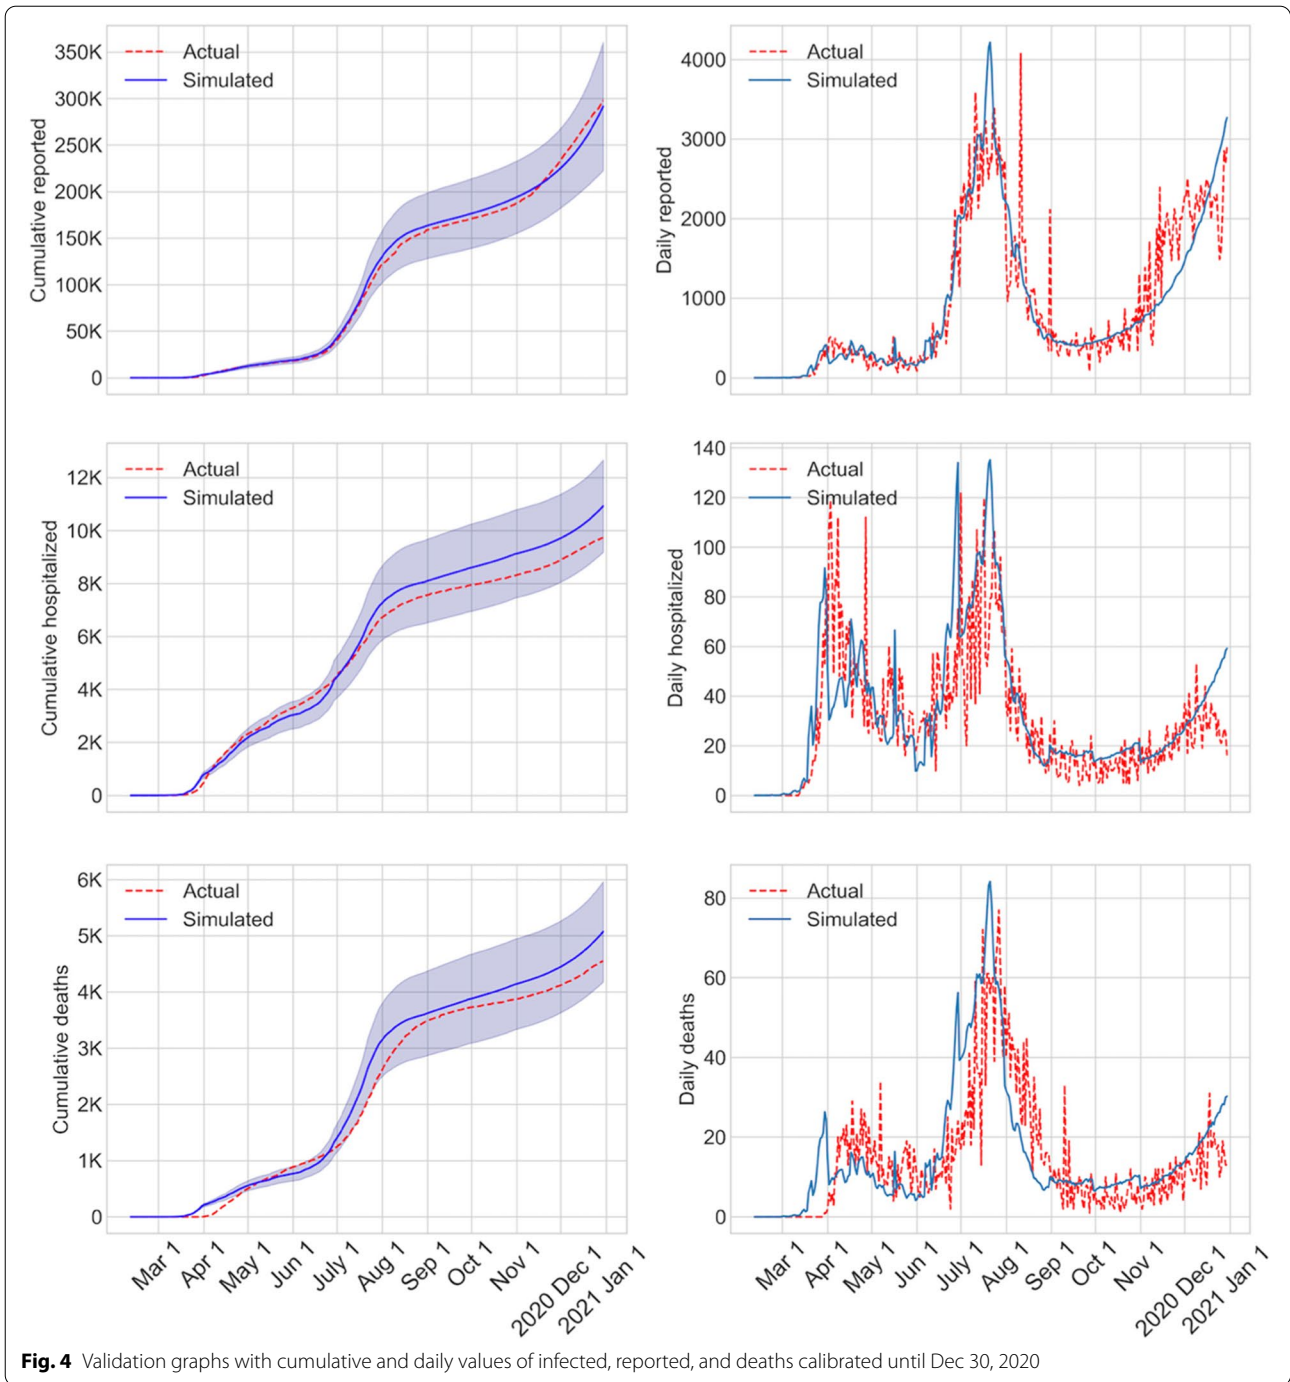 350K
300K
250K
200K
150K
100K
50K
0
Cumulative reported
Actual
Simulated
4000
3000
2000
1000
0
Daily reported
Actual
Simulated
12K
10K
8K
6K
4K
2K
0
Cumulative hospitalized
Actual
Simulated
140
120
100
80
60
40
20
0
Daily hospitalized
Actual
Simulated
6K
5K
4K
3K
2K
1K
0
Cumulative deaths
Actual
Simulated
80
60
40
20
0
Daily deaths
Actual
Simulated
Mar 1
Apr 1
May 1
Jun 1
July 1
Aug 1
Sep 1
Oct 1
Nov 1
2020 Dec 1
2021 Jan 1
Mar 1
Apr 1
May 1
Jun 1
July 1
Aug 1
Sep 1
Oct 1
Nov 1
2020 Dec 1
2021 Jan 1
Fig. 4 Validation graphs with cumulative and daily values of infected, reported, and deaths calibrated until Dec 30, 2020